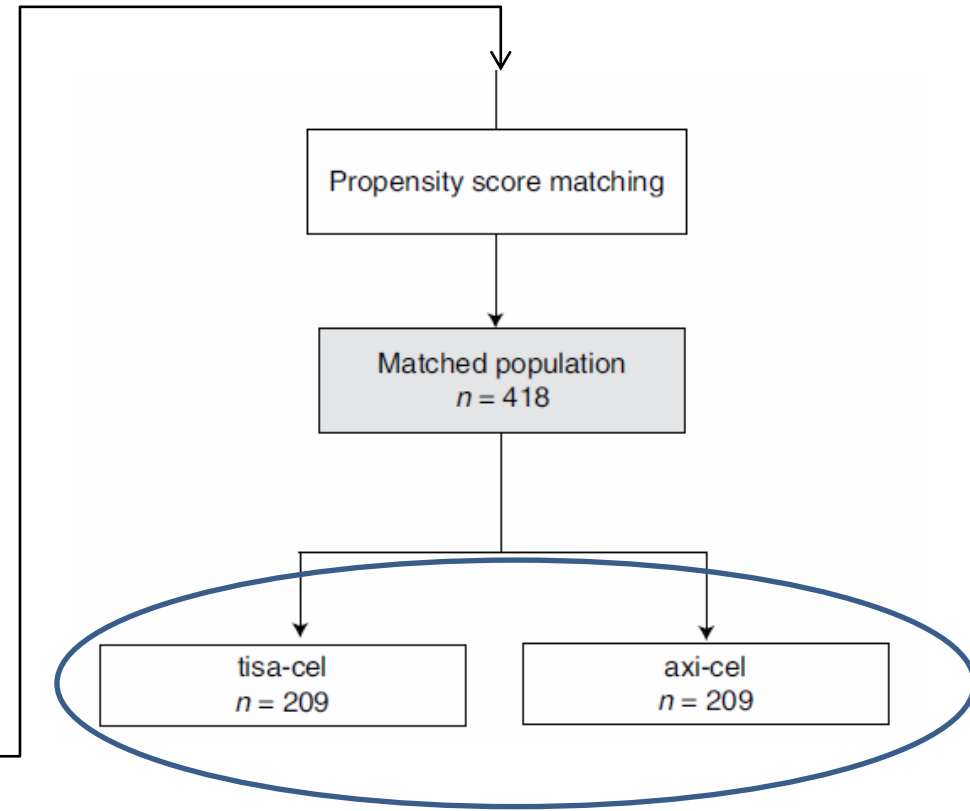 Propensity score matching
Matched population
n = 418
tisa-cel
n = 209
axi-cel
n = 209